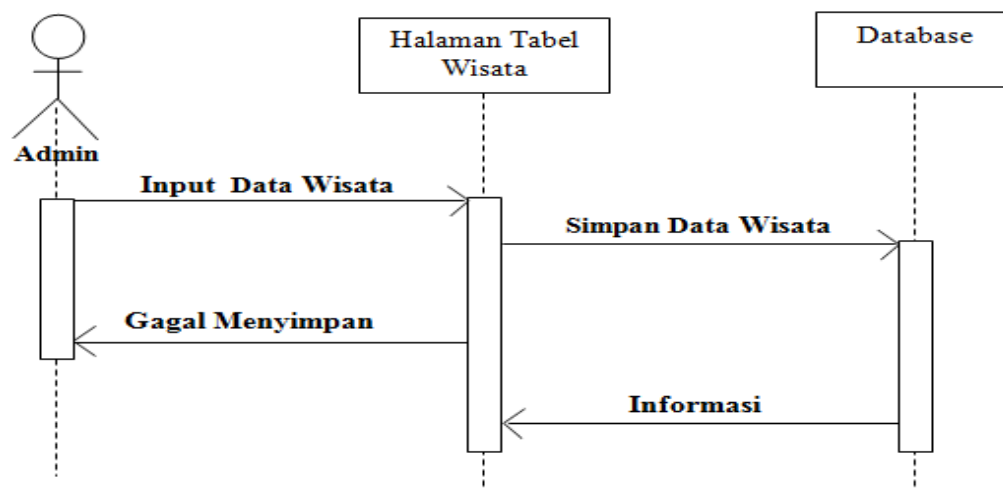 Halaman Tabel
Wisata
Database
Admin
Input Data Wisata
Simpan Data Wisata
Gagal Menyimpan
Informasi